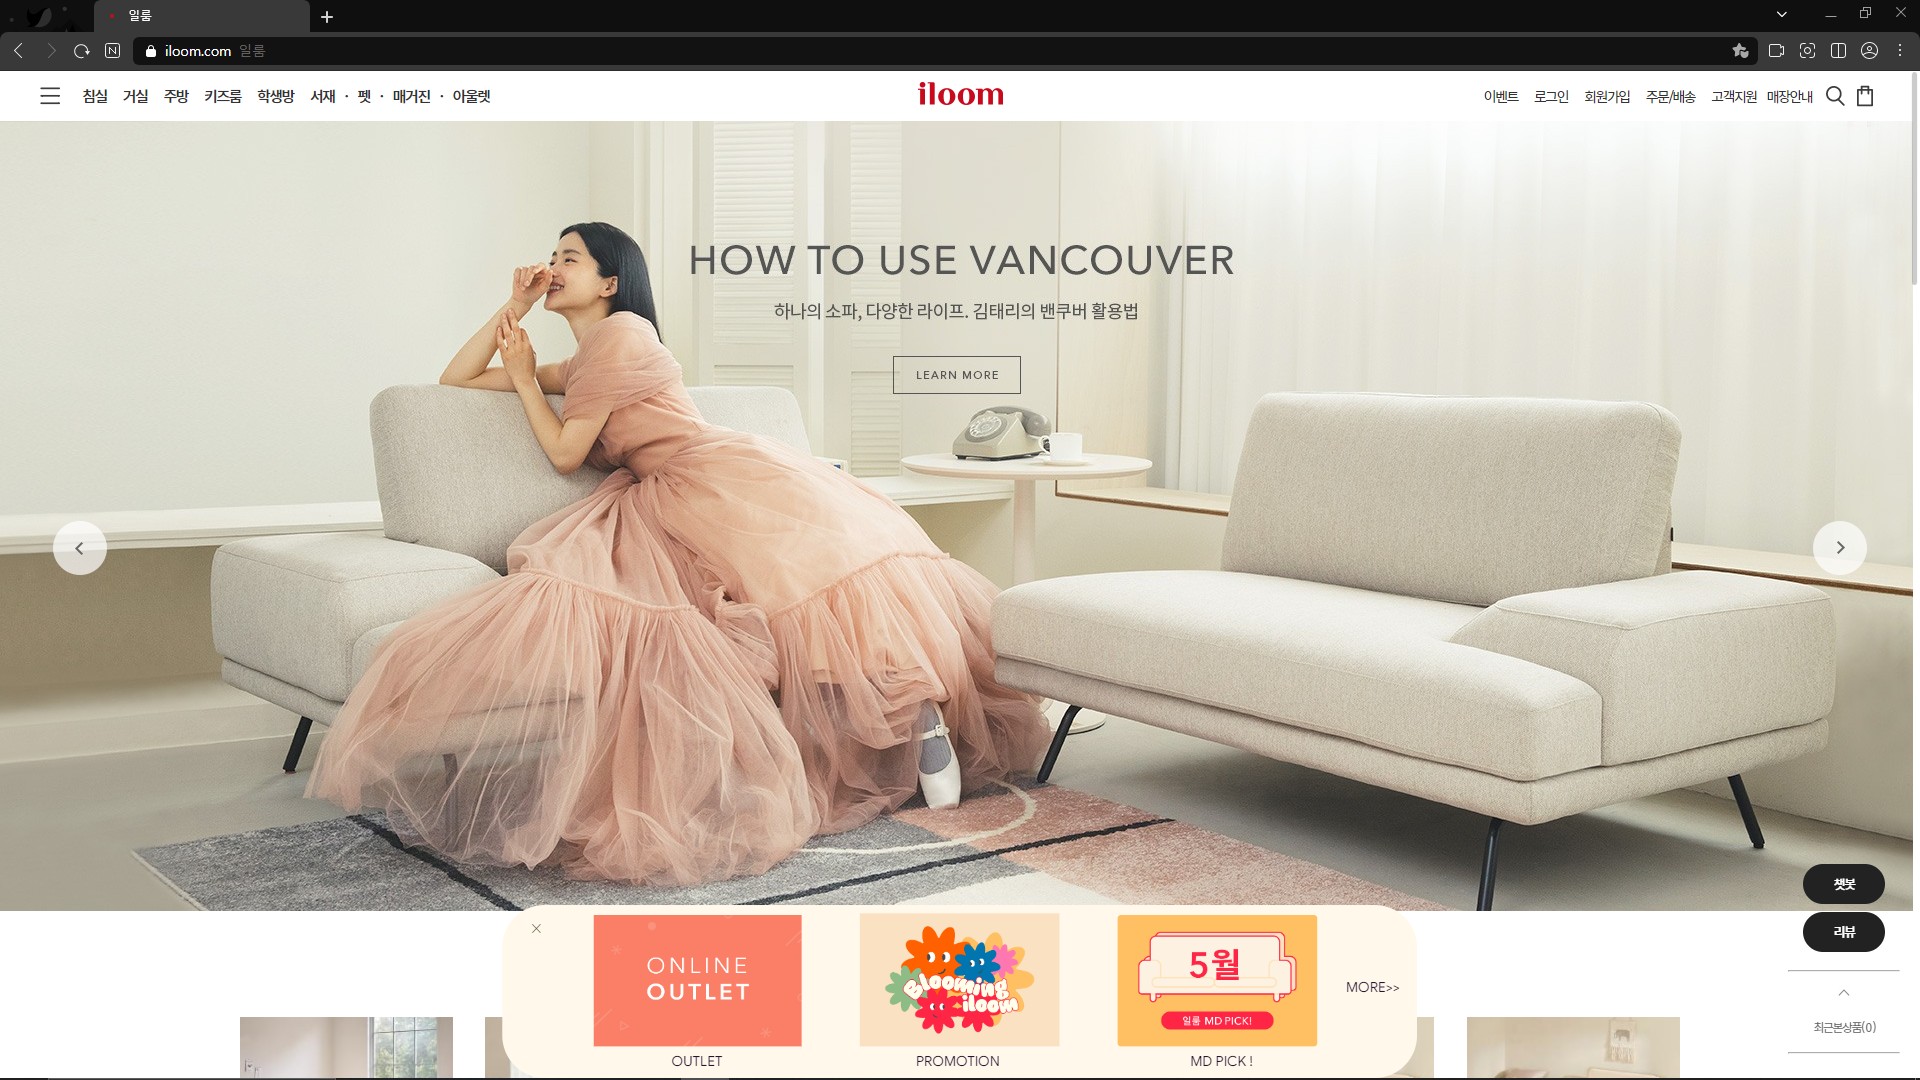 일룸
iloom.com 일룸
침실 거실 주방 키즈룸 학생방 서재 · 펫 · 매거진 · 아울렛
iloom
이벤트 로그인 회원가입 주문/배송 고객지원 매장안내
HOW TO USE VANCOUVER
하나의 소파, 다양한 라이프. 김태리의 밴쿠버 활용법
LEARN MORE
챗봇
리뷰
ONLINE
OUTLET
OUTLET
Blooming
iloom
PROMOTION
5월
일룸 MD PICK!
MD PICK !
MORE>>
최근본상품(0)